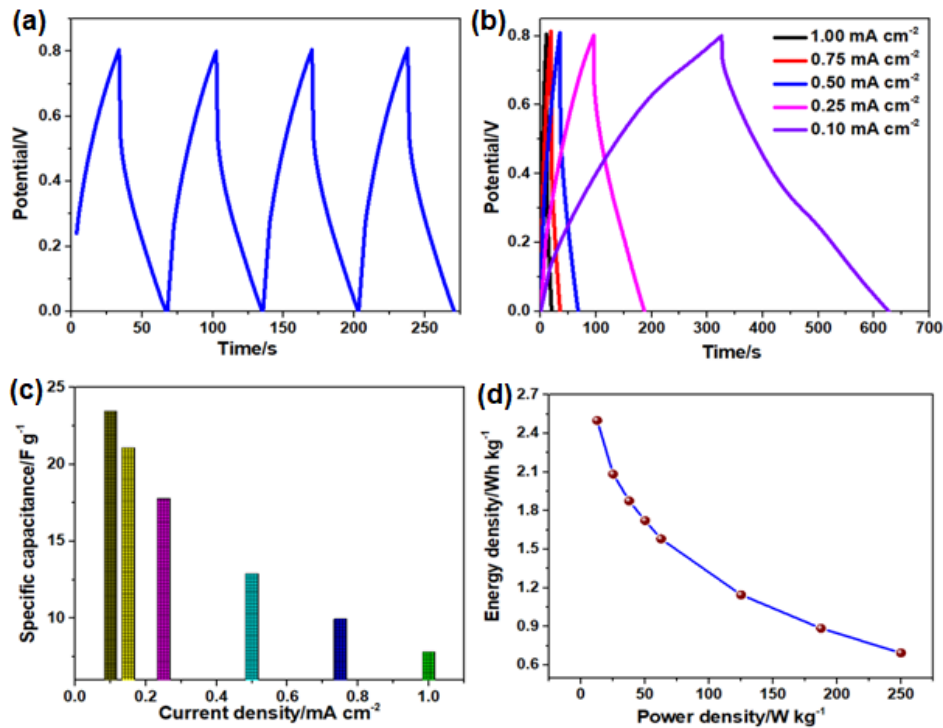 (a)
0.8
0.6
0.4
0.2
0.0
Potential/V
0 50 100 150 200 250
Time/s
(b)
1.00 mA cm⁻²
0.75 mA cm⁻²
0.50 mA cm⁻²
0.25 mA cm⁻²
0.10 mA cm⁻²
0.8
0.6
0.4
0.2
0.0
Potential/V
0 100 200 300 400 500 600 700
Time/s
(c)
25
20
15
10
Specific capacitance/F g⁻¹
0.0 0.2 0.4 0.6 0.8 1.0
Current density/mA cm⁻²
(d)
2.7
2.4
2.1
1.8
1.5
1.2
0.9
0.6
Energy density/Wh kg⁻¹
0 50 100 150 200 250
Power density/W kg⁻¹